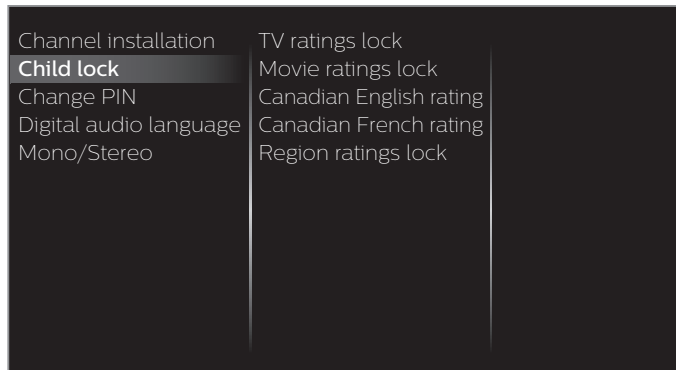 Channel installation
Child lock
Change PIN
Digital audio language
Mono/Stereo
TV ratings lock
Movie ratings lock
Canadian English rating
Canadian French rating
Region ratings lock